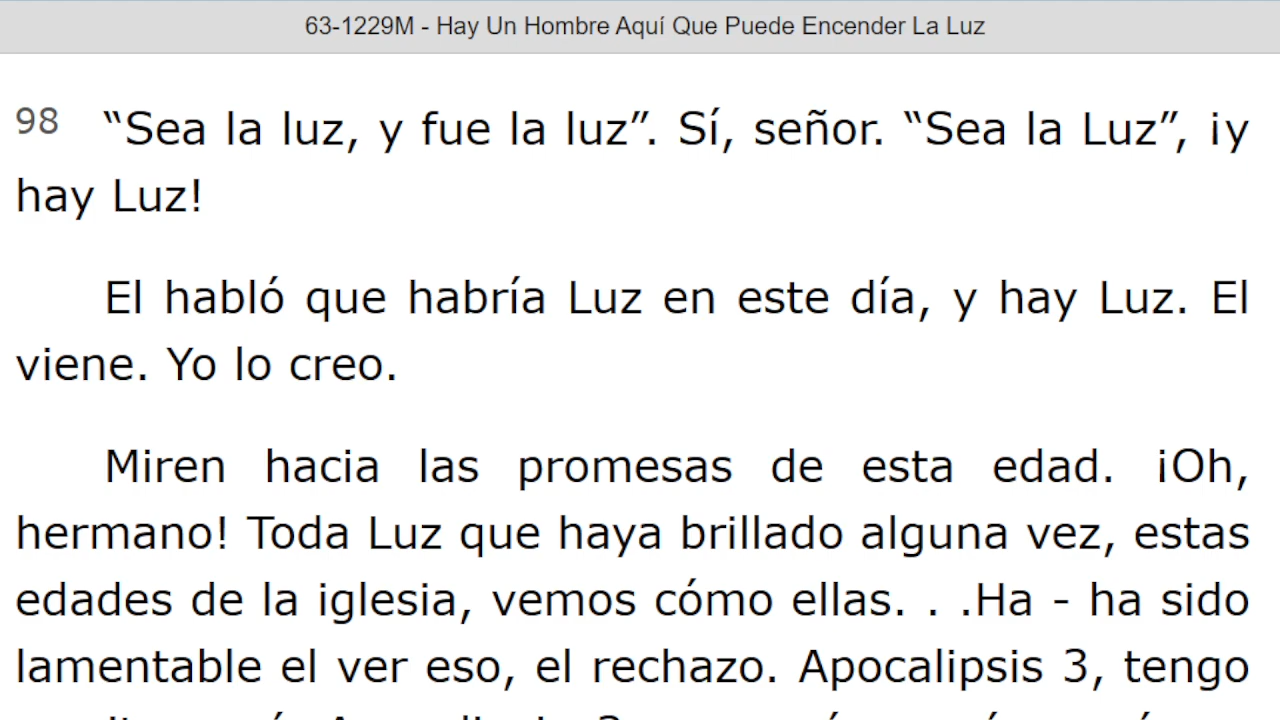 63-1229M - Hay Un Hombre Aquí Que Puede Encender La Luz
98 “Sea la luz, y fue la luz”. Sí, señor. “Sea la Luz”, ¡y
hay Luz!
El habló que habría Luz en este día, y hay Luz. El
viene. Yo lo creo.
Miren hacia las promesas de esta edad. ¡Oh,
hermano! Toda Luz que haya brillado alguna vez, estas
edades de la iglesia, vemos cómo ellas. . .Ha - ha sido
lamentable el ver eso, el rechazo. Apocalipsis 3, tengo